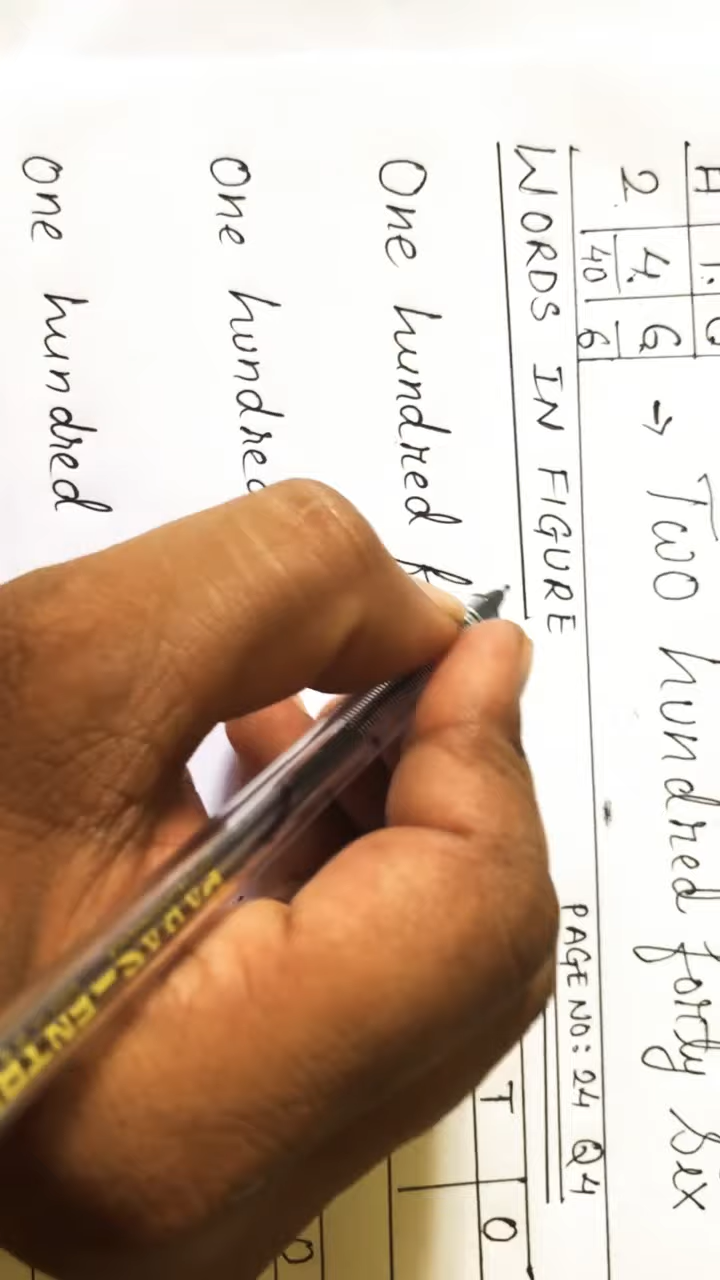 H T. O
2 4 6 → Two hundred forty six
40 6
WORDS IN FIGURE PAGE NO: 24 Q4
T O
One hundred
One hundred
One hundred